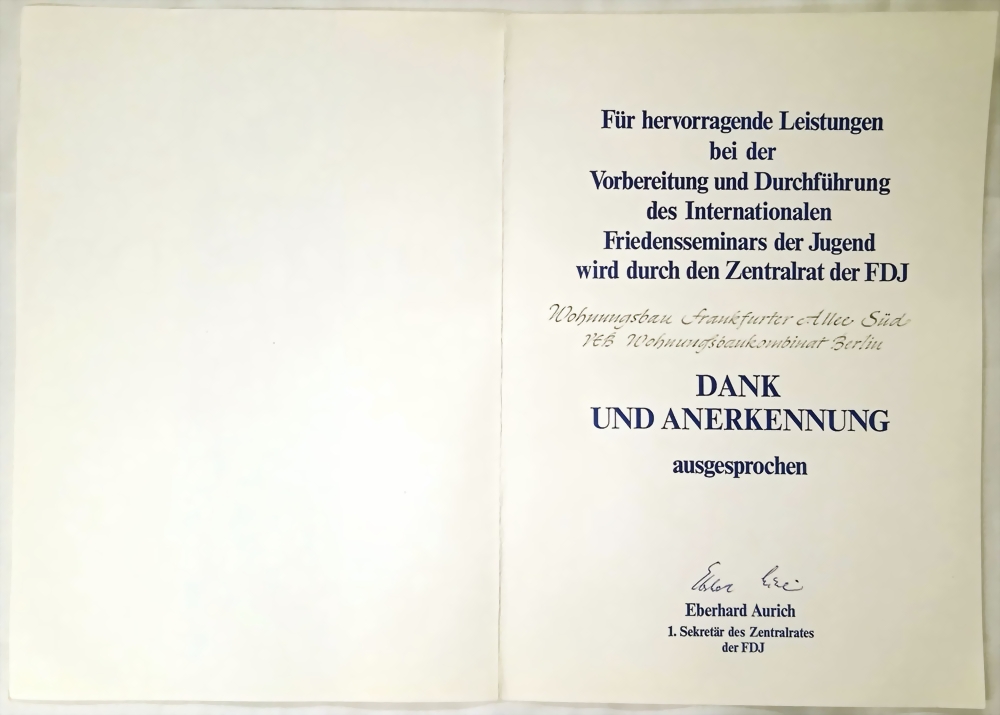 Für hervorragende Leistungen
bei der
Vorbereitung und Durchführung
des Internationalen
Friedensseminars der Jugend
wird durch den Zentralrat der FDJ
Wohnungsbau Frankfurter Allee Süd
VEB Wohnungsbaukombinat Berlin
DANK
UND ANERKENNUNG
ausgesprochen
Eberhard Aurich
1. Sekretär des Zentralrates
der FDJ